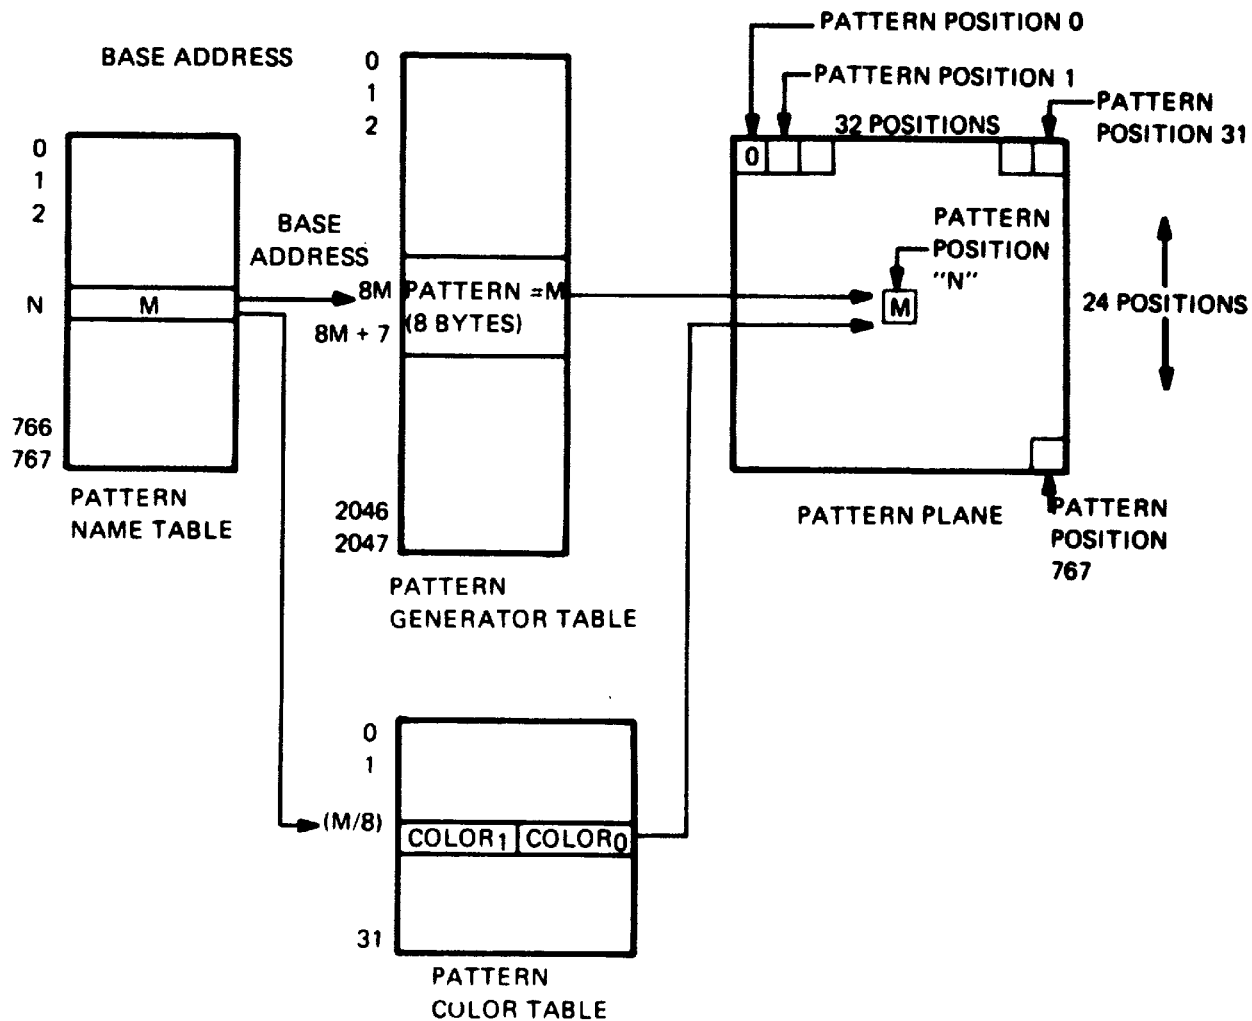 BASE ADDRESS
0
1
2
N
M
766
767
PATTERN
NAME TABLE
BASE
ADDRESS
0
1
2
8M
8M + 7
PATTERN =M
(8 BYTES)
2046
2047
PATTERN
GENERATOR TABLE
PATTERN POSITION 0
PATTERN POSITION 1
PATTERN
POSITION 31
32 POSITIONS
0
PATTERN
POSITION
"N"
M
24 POSITIONS
PATTERN PLANE
PATTERN
POSITION
767
0
1
(M/8)
COLOR1 COLOR0
31
PATTERN
COLOR TABLE